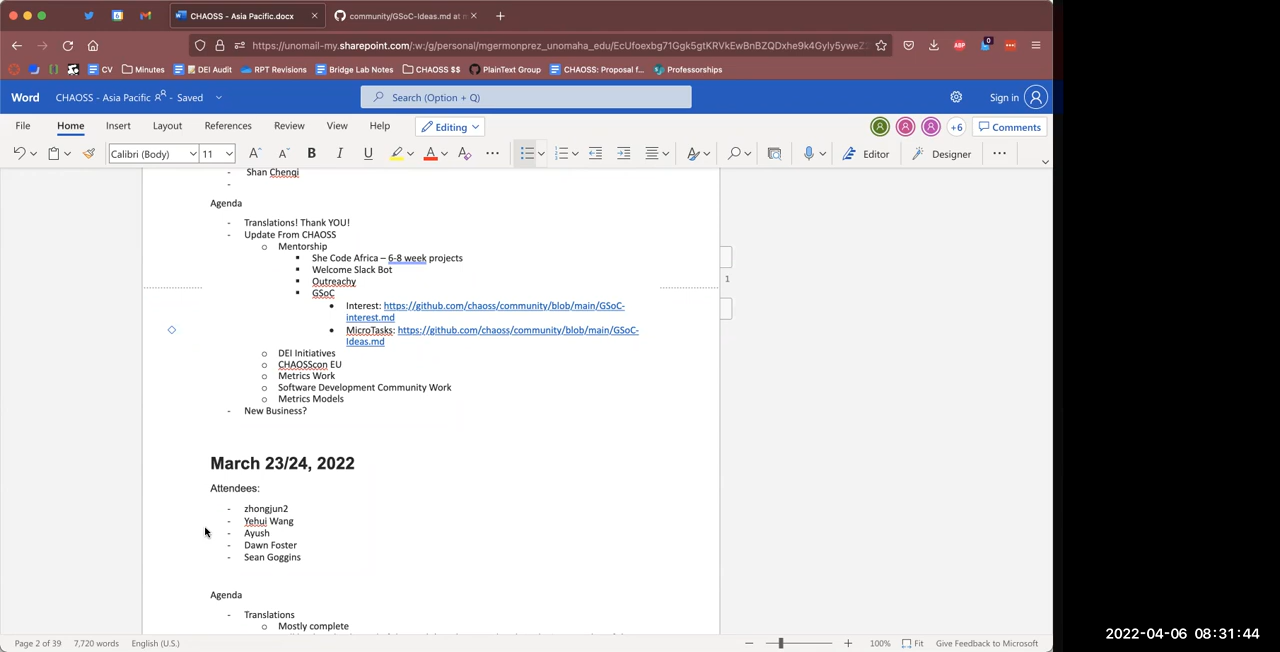 CHAOSS - Asia Pacific.docx
community/GSoC-Ideas.md at m
https://unomail-my.sharepoint.com/:w:/g/personal/mgermonprez_unomaha_edu/EcUfoexbg71Ggk5gtKRVkEwBnBZQDxhe9k4Gyly5yweZ
ABP
0
CV
Minutes
DEI Audit
RPT Revisions
Bridge Lab Notes
CHAOSS $$
PlainText Group
CHAOSS: Proposal f...
Professorships
Word
CHAOSS - Asia Pacific - Saved
Search (Option + Q)
Sign in
File Home Insert Layout References Review View Help
Editing
+6
Comments
Calibri (Body) 11
B I U
Editor
Designer
- Shan Chenqi
-
Agenda
- Translations! Thank YOU!
- Update From CHAOSS
o Mentorship
▪ She Code Africa – 6-8 week projects
▪ Welcome Slack Bot
▪ Outreachy
▪ GSoC
• Interest: https://github.com/chaoss/community/blob/main/GSoC-
interest.md
• MicroTasks: https://github.com/chaoss/community/blob/main/GSoC-
Ideas.md
o DEI Initiatives
o CHAOSScon EU
o Metrics Work
o Software Development Community Work
o Metrics Models
- New Business?
1
March 23/24, 2022
Attendees:
- zhongjun2
- Yehui Wang
- Ayush
- Dawn Foster
- Sean Goggins
Agenda
- Translations
o Mostly complete
Page 2 of 39
7,720 words
English (U.S.)
100%
Fit
Give Feedback to Microsoft
2022-04-06 08:31:44